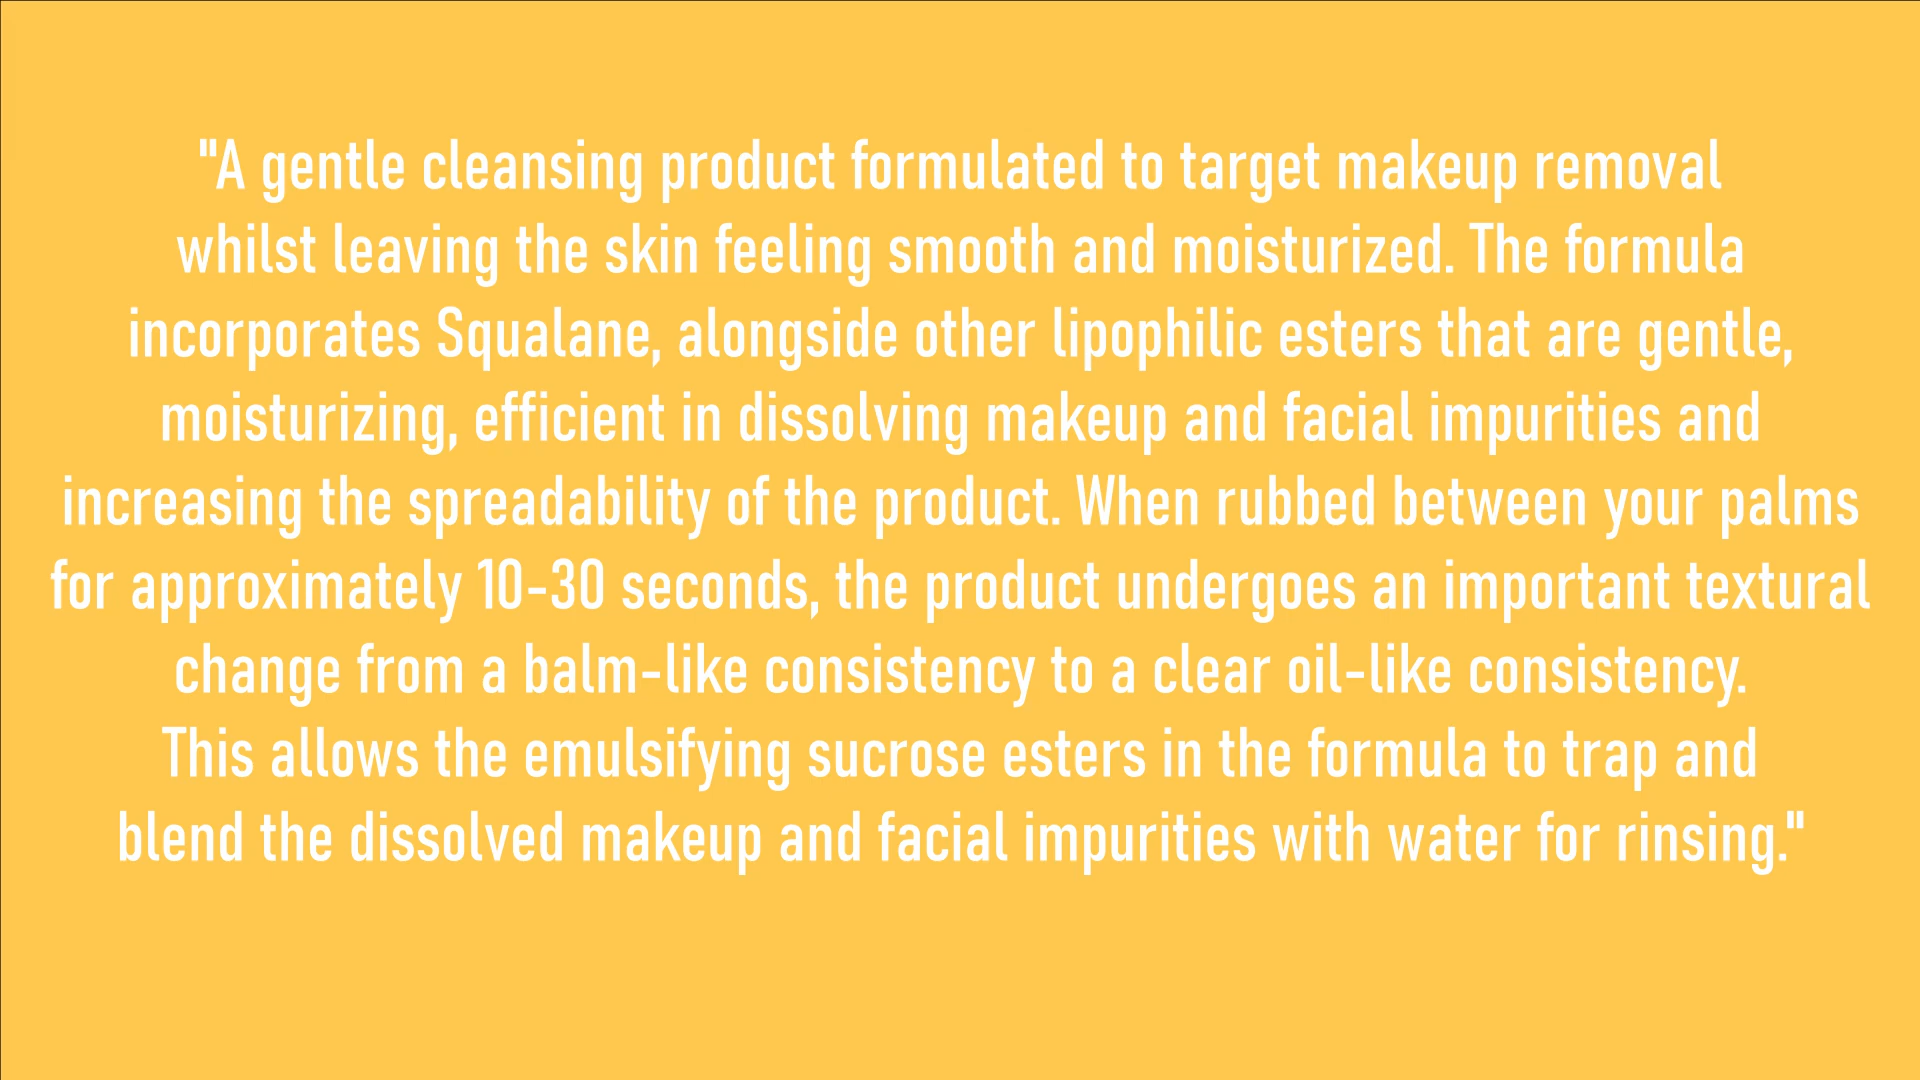 "A gentle cleansing product formulated to target makeup removal
whilst leaving the skin feeling smooth and moisturized. The formula
incorporates Squalane, alongside other lipophilic esters that are gentle,
moisturizing, efficient in dissolving makeup and facial impurities and
increasing the spreadability of the product. When rubbed between your palms
for approximately 10-30 seconds, the product undergoes an important textural
change from a balm-like consistency to a clear oil-like consistency.
This allows the emulsifying sucrose esters in the formula to trap and
blend the dissolved makeup and facial impurities with water for rinsing."